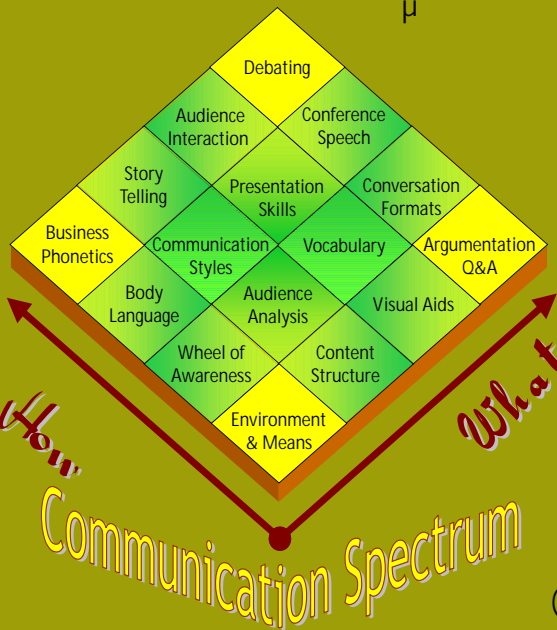 μ
Debating
Audience
Interaction
Conference
Speech
Story
Telling
Presentation
Skills
Conversation
Formats
Business
Phonetics
Communication
Styles
Vocabulary
Argumentation
Q&A
Body
Language
Audience
Analysis
Visual Aids
Wheel of
Awareness
Content
Structure
Environment
& Means
How
What
Communication Spectrum
(